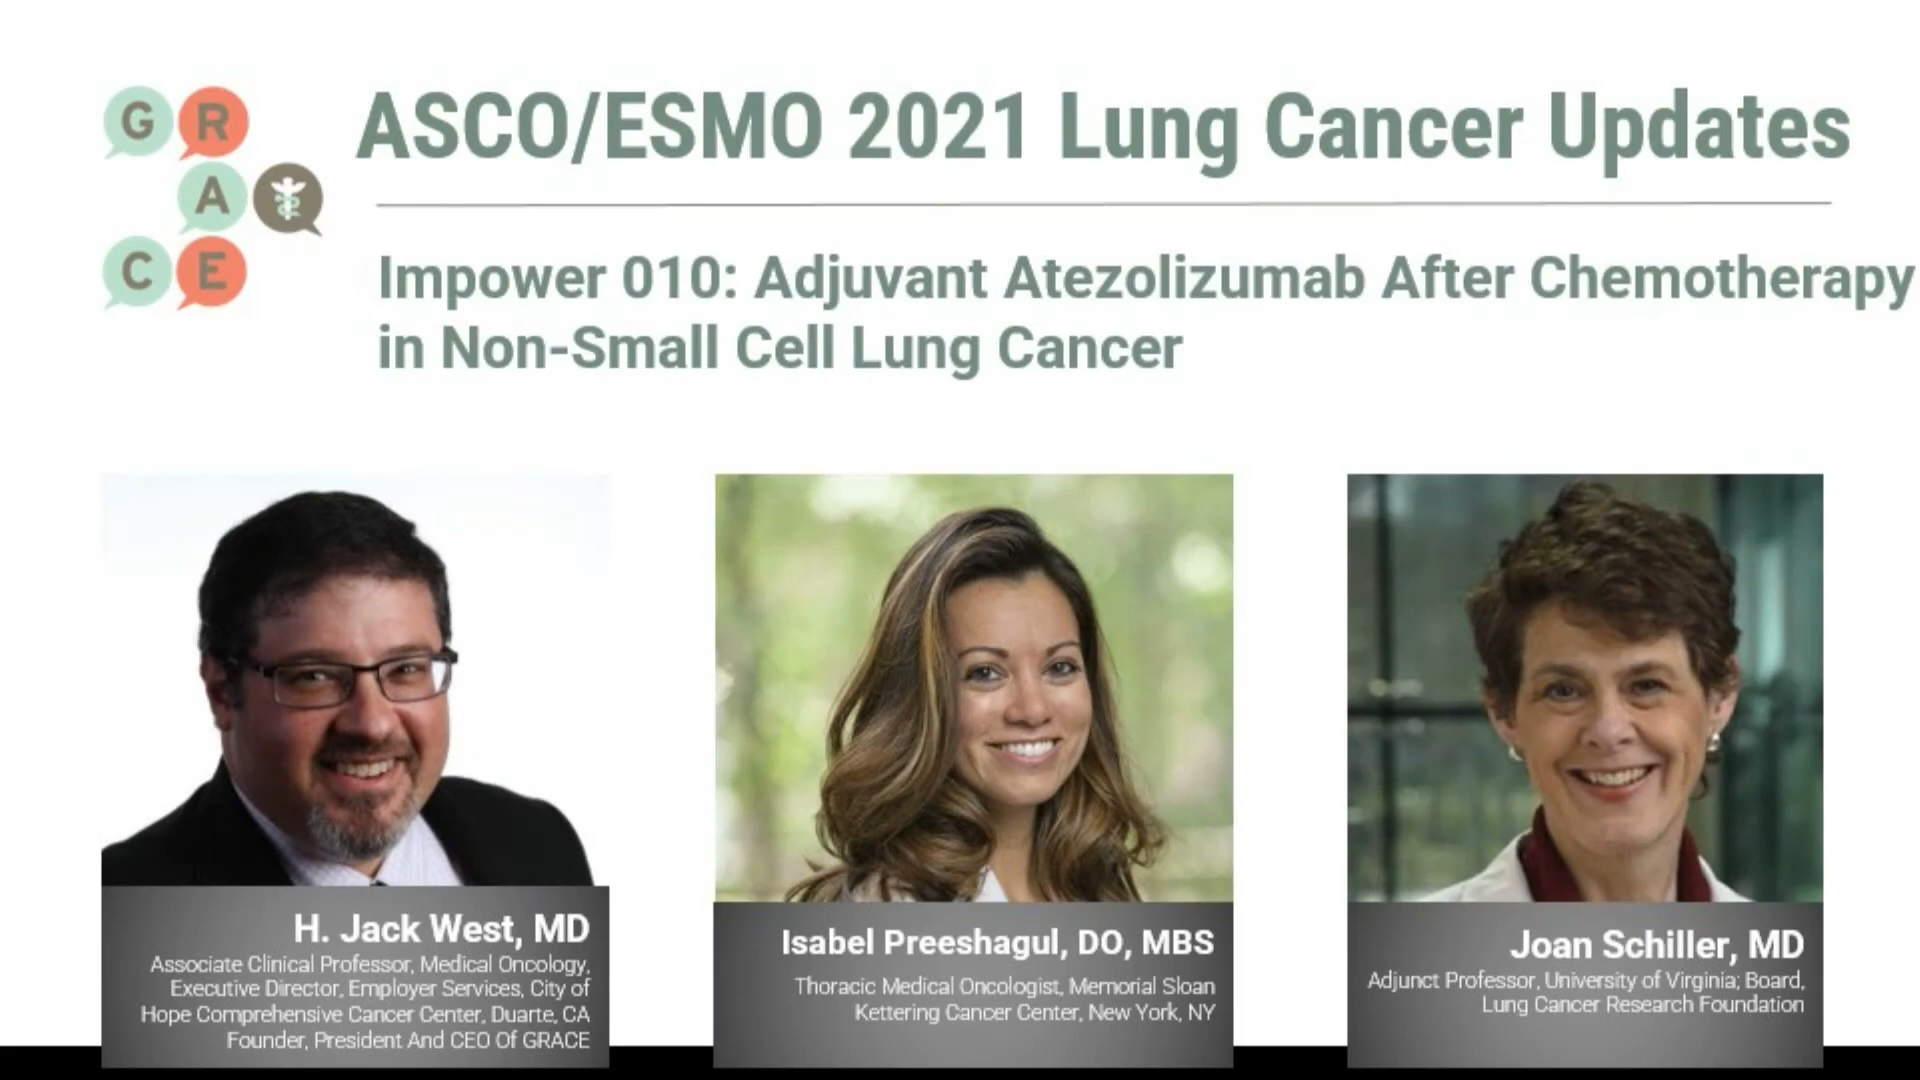 G R
A
C E
ASCO/ESMO 2021 Lung Cancer Updates
Impower 010: Adjuvant Atezolizumab After Chemotherapy
in Non-Small Cell Lung Cancer
H. Jack West, MD
Associate Clinical Professor, Medical Oncology,
Executive Director, Employer Services, City of
Hope Comprehensive Cancer Center, Duarte, CA
Founder, President And CEO Of GRACE
Isabel Preeshagul, DO, MBS
Thoracic Medical Oncologist, Memorial Sloan
Kettering Cancer Center, New York, NY
Joan Schiller, MD
Adjunct Professor, University of Virginia; Board,
Lung Cancer Research Foundation